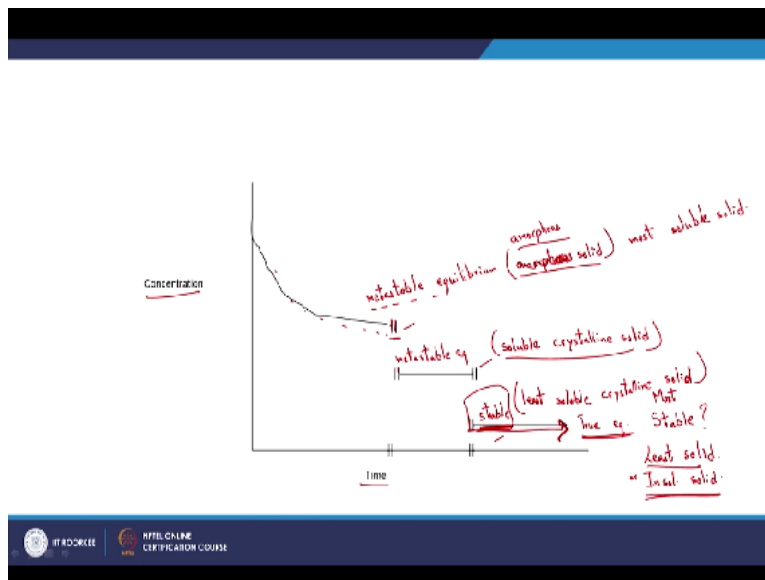 amorphous
metastable equilibrium (amorphous solid) most soluble solid.
Concentration
metastable eq (soluble crystalline solid)
stable (least soluble crystalline solid)
Most
True eq. Stable?
Least solid.
Insol. solid.
Time
IIT ROORKEE
NPTEL ONLINE
CERTIFICATION COURSE